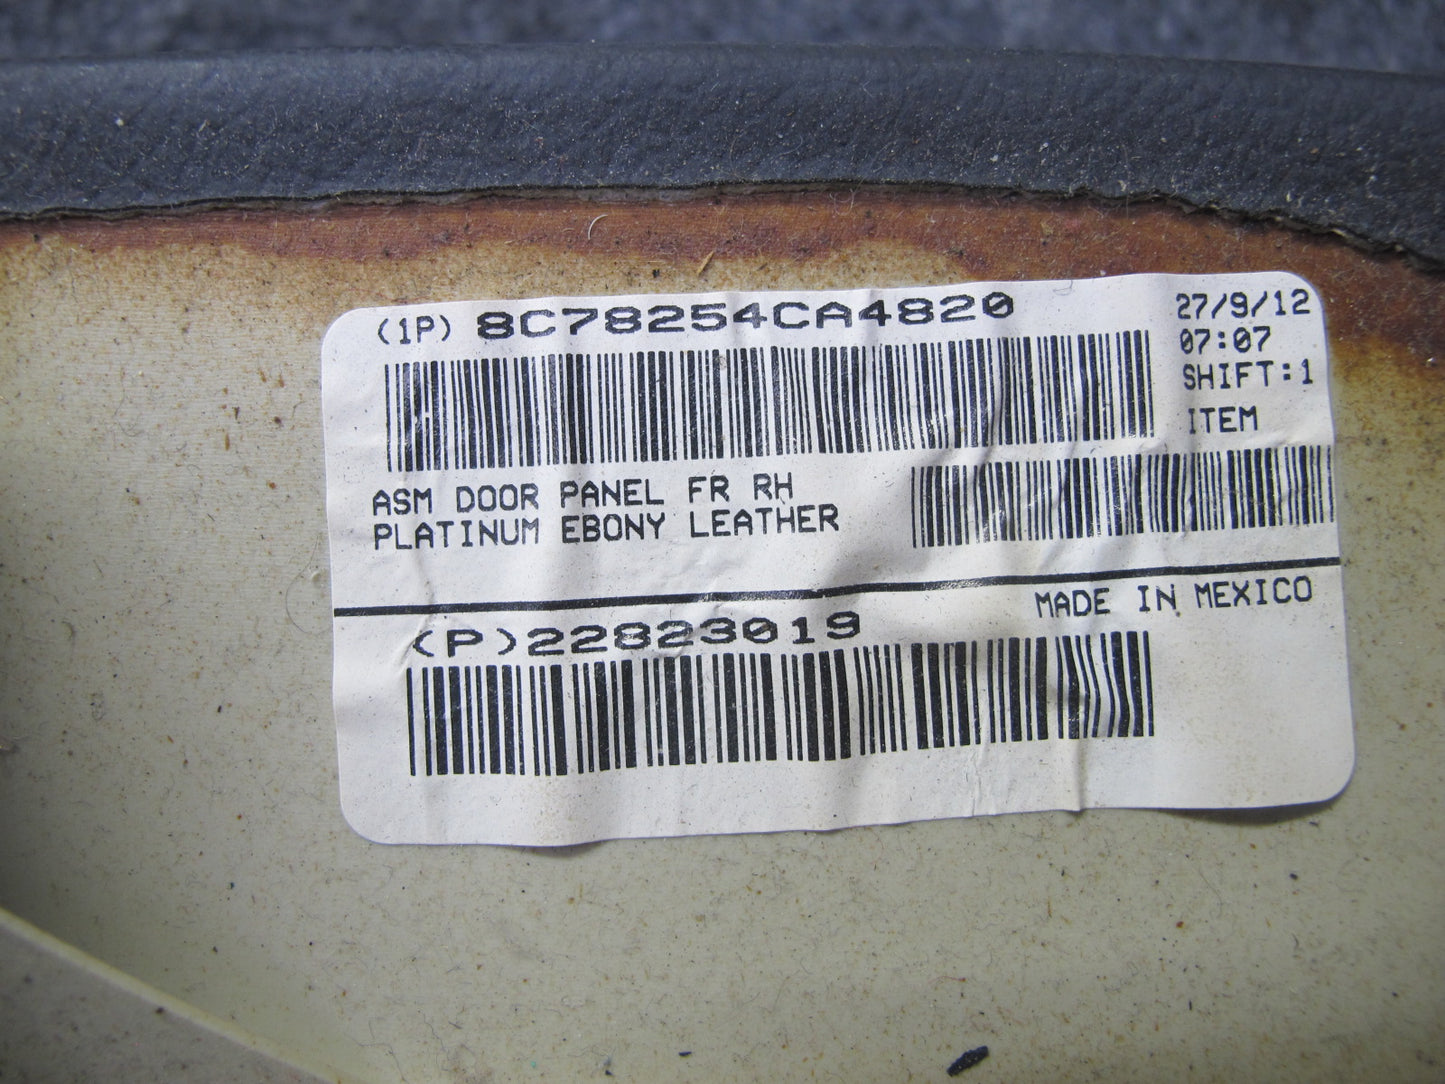 (1P) 8C78254CA4820
27/9/12
07:07
SHIFT:1
ITEM
ASM DOOR PANEL FR RH
PLATINUM EBONY LEATHER
MADE IN MEXICO
(P)22823019